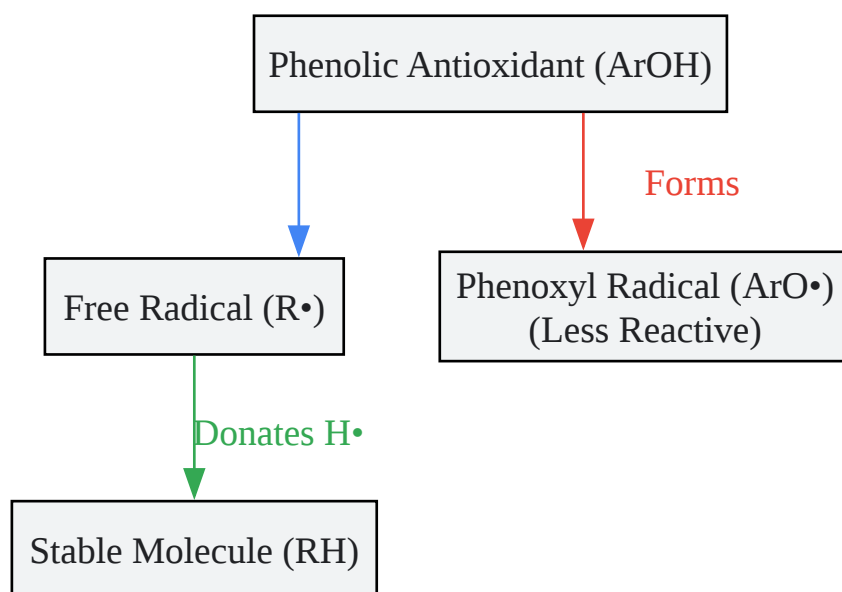 Phenolic Antioxidant (ArOH)
Forms
Free Radical (R•)
Phenoxyl Radical (ArO•)
(Less Reactive)
Donates H•
Stable Molecule (RH)